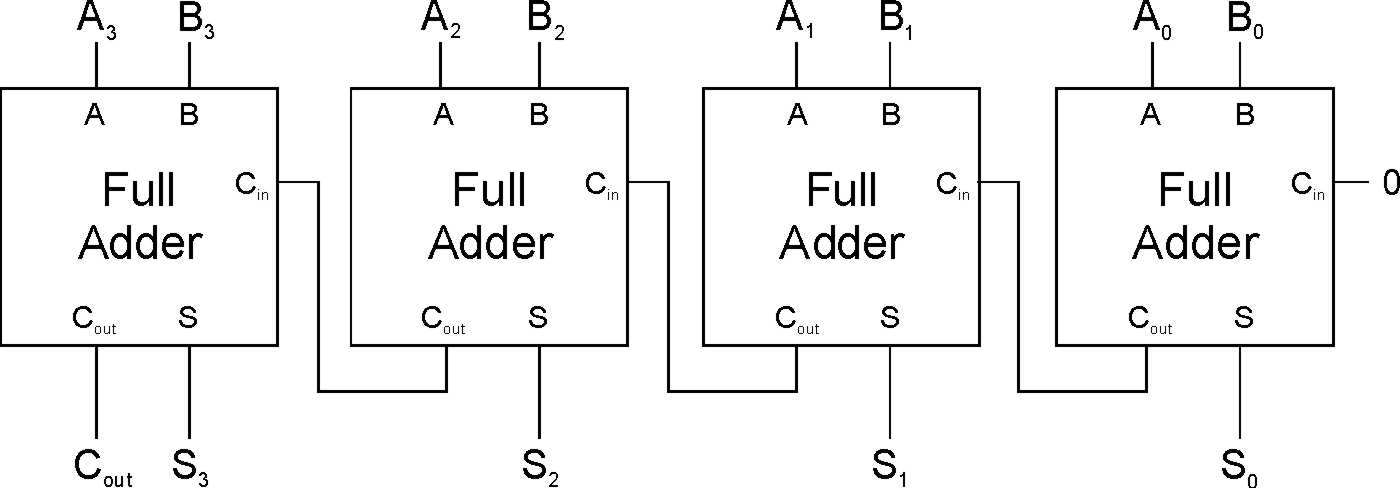 A3 B3 A2 B2 A1 B1 A0 B0
A B A B A B A B
Full Adder Cin Full Adder Cin Full Adder Cin Full Adder Cin 0
Cout S Cout S Cout S Cout S
Cout S3 S2 S1 S0